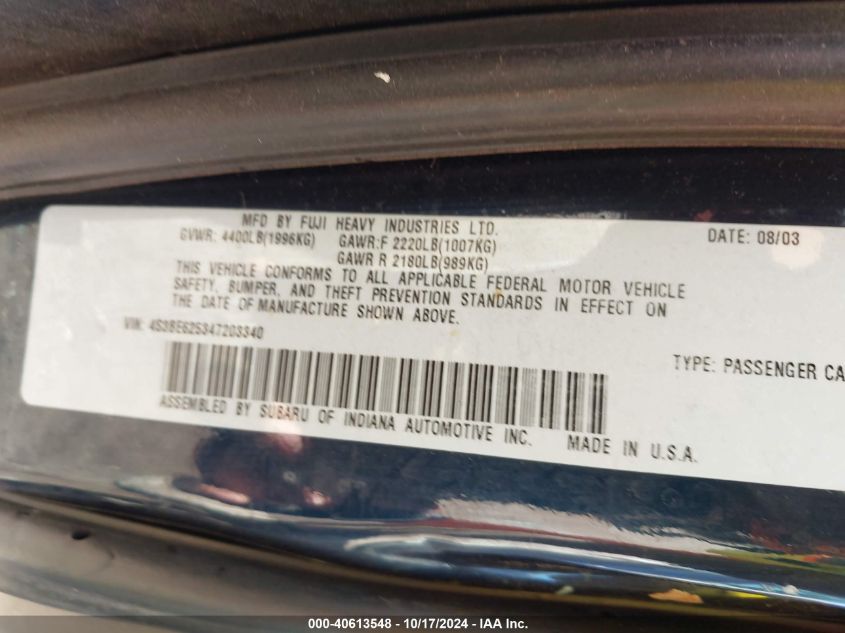 MFD BY FUJI HEAVY INDUSTRIES LTD.
DATE: 08/03
GVWR: 4400LB(1996KG) GAWR:F 2220LB(1007KG)
GAWR R 2180LB(989KG)
THIS VEHICLE CONFORMS TO ALL APPLICABLE FEDERAL MOTOR VEHICLE
SAFETY, BUMPER, AND THEFT PREVENTION STANDARDS IN EFFECT ON
THE DATE OF MANUFACTURE SHOWN ABOVE.
VIN: 4S3BE625347203340
TYPE: PASSENGER CA
ASSEMBLED BY SUBARU OF INDIANA AUTOMOTIVE INC. MADE IN U.S.A.
000-40613548 - 10/17/2024 - IAA Inc.